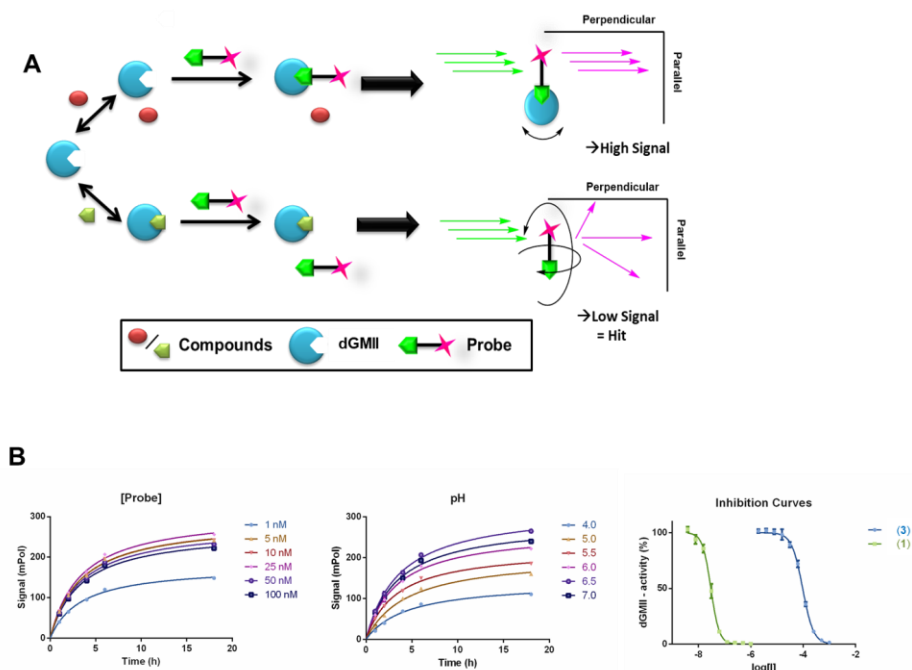 A
Perpendicular
Parallel
→High Signal
Perpendicular
Parallel
→Low Signal
= Hit
/ Compounds dGMII Probe
B
[Probe]
Signal (mPol)
300
200
100
0
0 5 10 15 20
Time (h)
1 nM
5 nM
10 nM
25 nM
50 nM
100 nM
pH
Signal (mPol)
300
200
100
0
0 5 10 15 20
Time (h)
4.0
5.0
5.5
6.0
6.5
7.0
Inhibition Curves
dGMII - activity (%)
100
50
0
-8 -6 -4 -2
log[I]
(3)
(1)